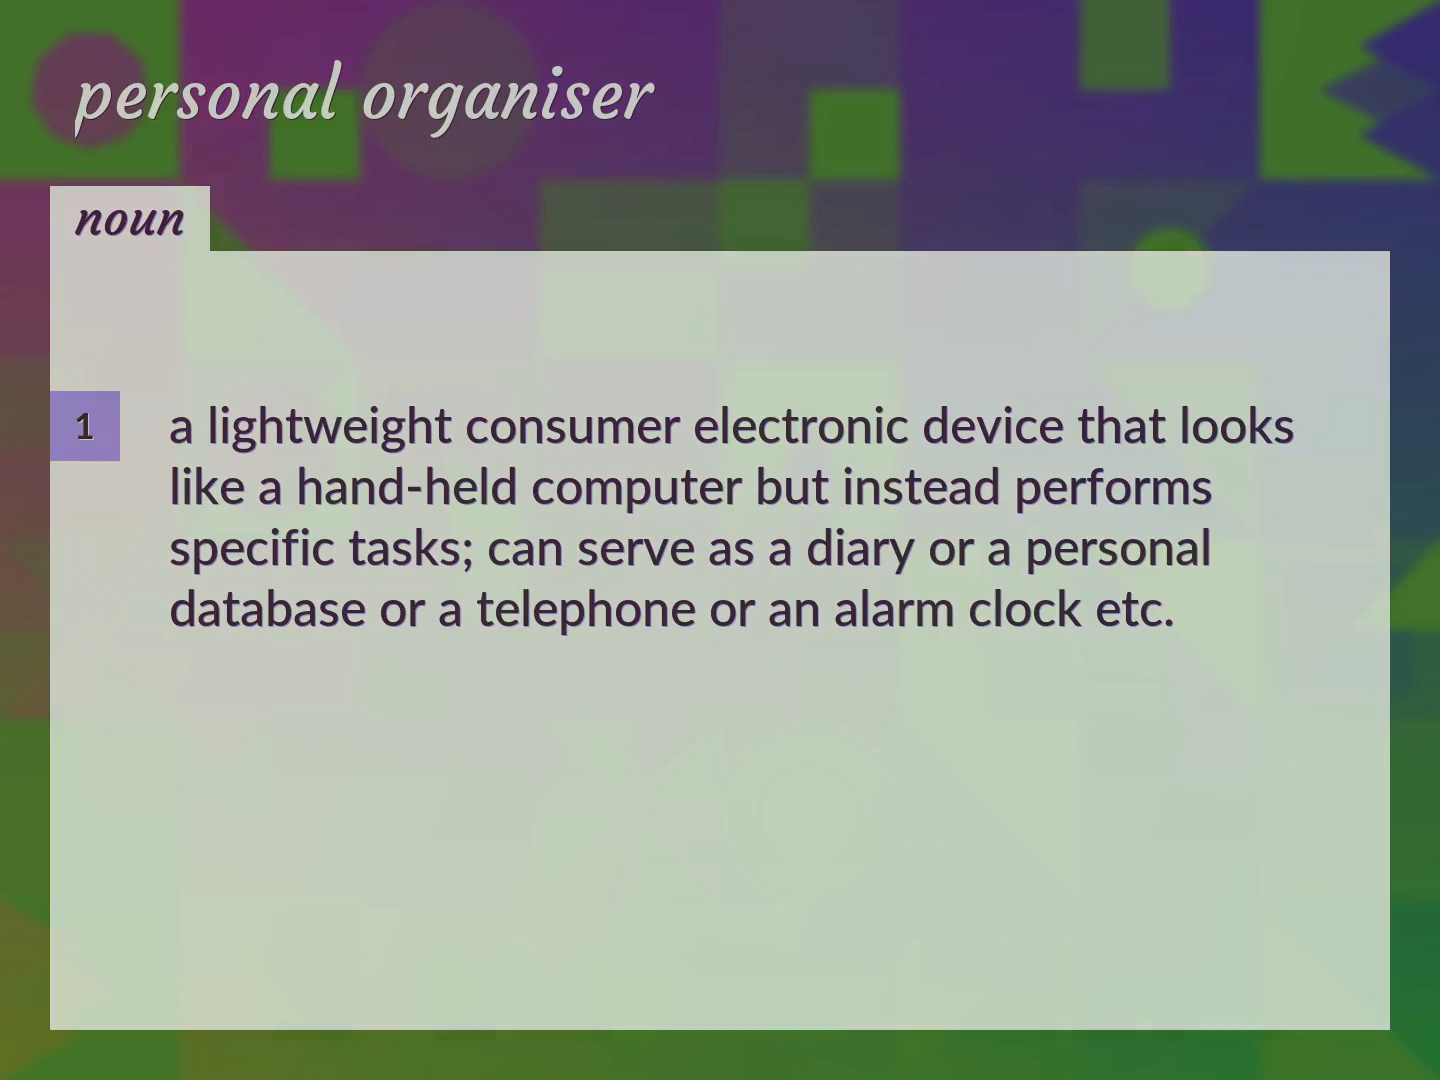 personal organiser
noun
1
a lightweight consumer electronic device that looks
like a hand-held computer but instead performs
specific tasks; can serve as a diary or a personal
database or a telephone or an alarm clock etc.